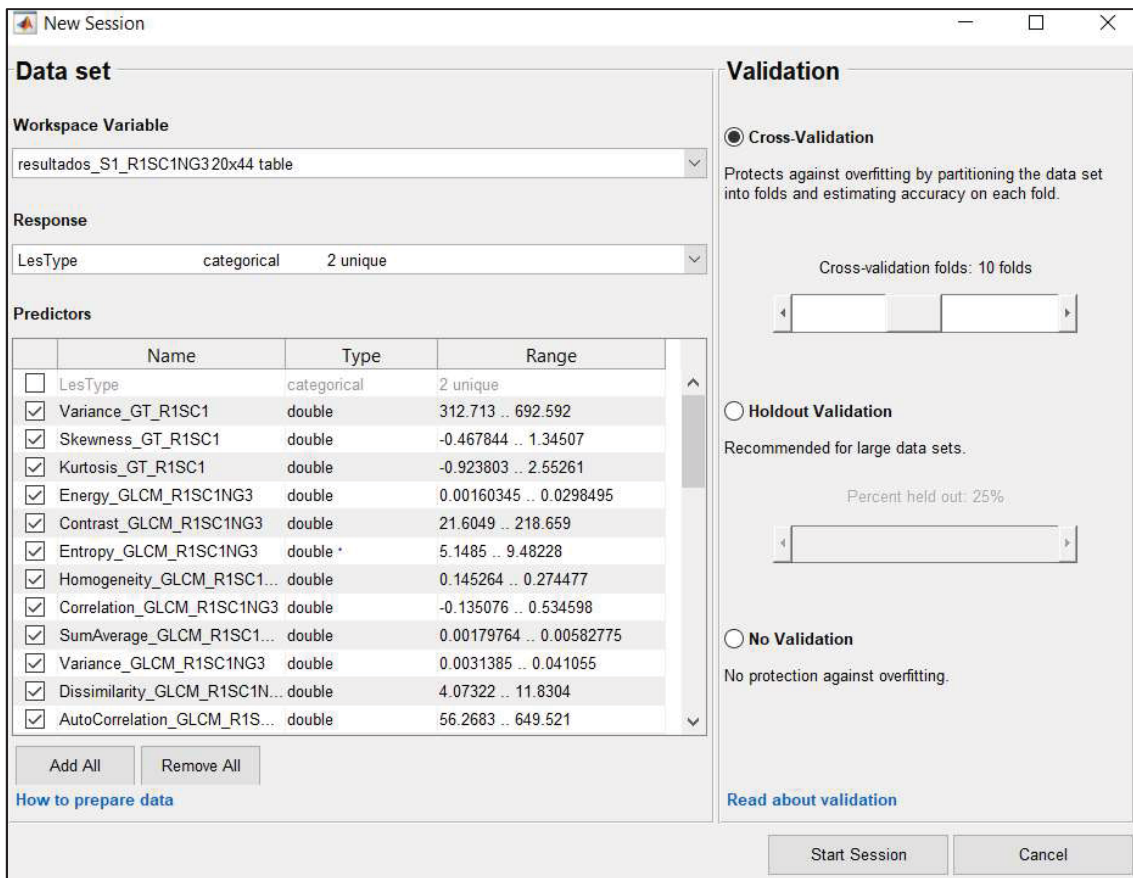 New Session
Data set
Workspace Variable
resultados_S1_R1SC1NG3 20x44 table
Response
LesType categorical 2 unique
Predictors
Name Type Range
LesType categorical 2 unique
Variance_GT_R1SC1 double 312.713 .. 692.592
Skewness_GT_R1SC1 double -0.467844 .. 1.34507
Kurtosis_GT_R1SC1 double -0.923803 .. 2.55261
Energy_GLCM_R1SC1NG3 double 0.00160345 .. 0.0298495
Contrast_GLCM_R1SC1NG3 double 21.6049 .. 218.659
Entropy_GLCM_R1SC1NG3 double 5.1485 .. 9.48228
Homogeneity_GLCM_R1SC1... double 0.145264 .. 0.274477
Correlation_GLCM_R1SC1NG3 double -0.135076 .. 0.534598
SumAverage_GLCM_R1SC1... double 0.00179764 .. 0.00582775
Variance_GLCM_R1SC1NG3 double 0.0031385 .. 0.041055
Dissimilarity_GLCM_R1SC1N... double 4.07322 .. 11.8304
AutoCorrelation_GLCM_R1S... double 56.2683 .. 649.521
Add All Remove All
How to prepare data
Validation
Cross-Validation
Protects against overfitting by partitioning the data set
into folds and estimating accuracy on each fold.
Cross-validation folds: 10 folds
Holdout Validation
Recommended for large data sets.
Percent held out: 25%
No Validation
No protection against overfitting.
Read about validation
Start Session Cancel